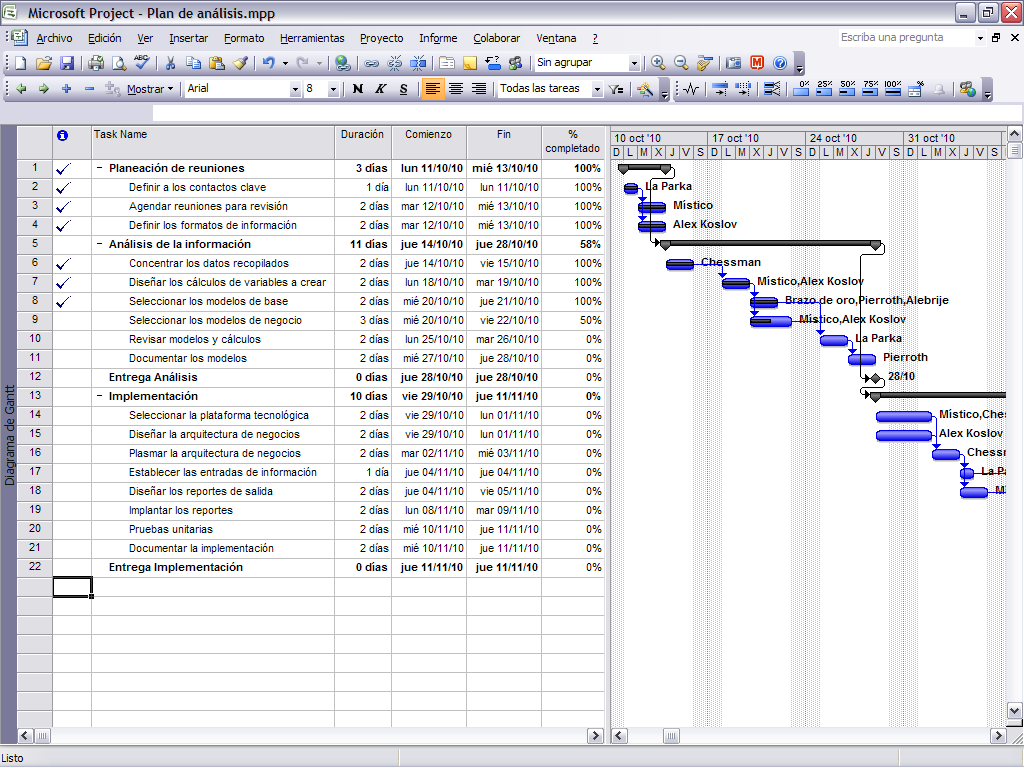 Microsoft Project - Plan de análisis.mpp
Archivo Edición Ver Insertar Formato Herramientas Proyecto Informe Colaborar Ventana ? Escriba una pregunta
Sin agrupar
Mostrar Arial 8 N K S Todas las tareas 0% 25% 50% 75% 100%
Task Name Duración Comienzo Fin % completado
10 oct '10 17 oct '10 24 oct '10 31 oct '10
D L M X J V S D L M X J V S D L M X J V S D L M X J V S
1 Planeación de reuniones 3 días lun 11/10/10 mié 13/10/10 100%
2 Definir a los contactos clave 1 día lun 11/10/10 lun 11/10/10 100% La Parka
3 Agendar reuniones para revisión 2 días mar 12/10/10 mié 13/10/10 100% Místico
4 Definir los formatos de información 2 días mar 12/10/10 mié 13/10/10 100% Alex Koslov
5 Análisis de la información 11 días jue 14/10/10 jue 28/10/10 58%
6 Concentrar los datos recopilados 2 días jue 14/10/10 vie 15/10/10 100% Chessman
7 Diseñar los cálculos de variables a crear 2 días lun 18/10/10 mar 19/10/10 100% Místico,Alex Koslov
8 Seleccionar los modelos de base 2 días mié 20/10/10 jue 21/10/10 100% Brazo de oro,Pierroth,Alebrije
9 Seleccionar los modelos de negocio 3 días mié 20/10/10 vie 22/10/10 50% Místico,Alex Koslov
10 Revisar modelos y cálculos 2 días lun 25/10/10 mar 26/10/10 0% La Parka
11 Documentar los modelos 2 días mié 27/10/10 jue 28/10/10 0% Pierroth
12 Entrega Análisis 0 días jue 28/10/10 jue 28/10/10 0% 28/10
13 Implementación 10 días vie 29/10/10 jue 11/11/10 0%
14 Seleccionar la plataforma tecnológica 2 días vie 29/10/10 lun 01/11/10 0% Místico,Ches
15 Diseñar la arquitectura de negocios 2 días vie 29/10/10 lun 01/11/10 0% Alex Koslov
16 Plasmar la arquitectura de negocios 2 días mar 02/11/10 mié 03/11/10 0% Chessm
17 Establecer las entradas de información 1 día jue 04/11/10 jue 04/11/10 0% La Pa
18 Diseñar los reportes de salida 2 días jue 04/11/10 vie 05/11/10 0%
19 Implantar los reportes 2 días lun 08/11/10 mar 09/11/10 0%
20 Pruebas unitarias 2 días mié 10/11/10 jue 11/11/10 0%
21 Documentar la implementación 2 días mié 10/11/10 jue 11/11/10 0%
22 Entrega Implementación 0 días jue 11/11/10 jue 11/11/10 0%
Diagrama de Gantt
Listo